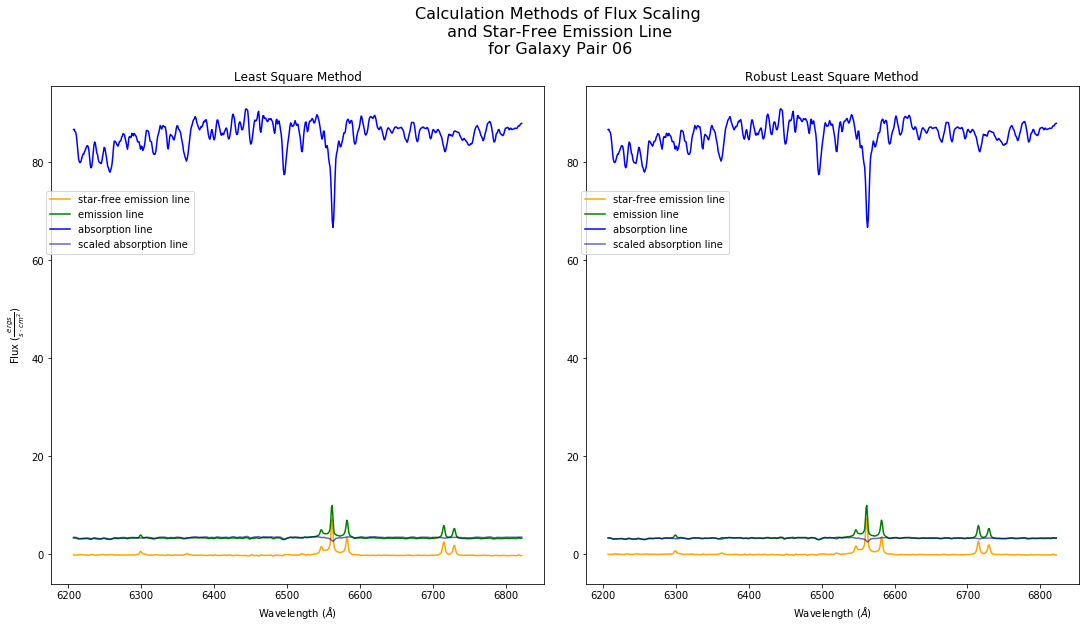 Calculation Methods of Flux Scaling
and Star-Free Emission Line
for Galaxy Pair 06
Least Square Method
Flux (ergs / s · cm²)
80
60
40
20
0
star-free emission line
emission line
absorption line
scaled absorption line
6200 6300 6400 6500 6600 6700 6800
Wavelength (Å)
Robust Least Square Method
80
60
40
20
0
star-free emission line
emission line
absorption line
scaled absorption line
6200 6300 6400 6500 6600 6700 6800
Wavelength (Å)